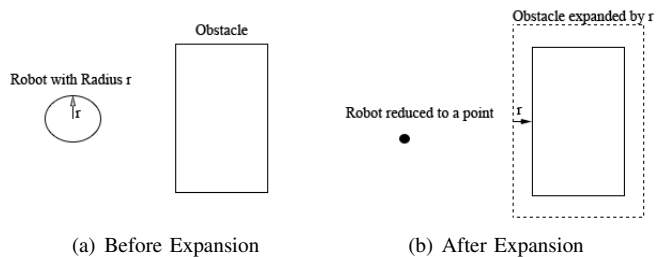 Obstacle
Robot with Radius r
r
(a) Before Expansion
Obstacle expanded by r
Robot reduced to a point
r
(b) After Expansion